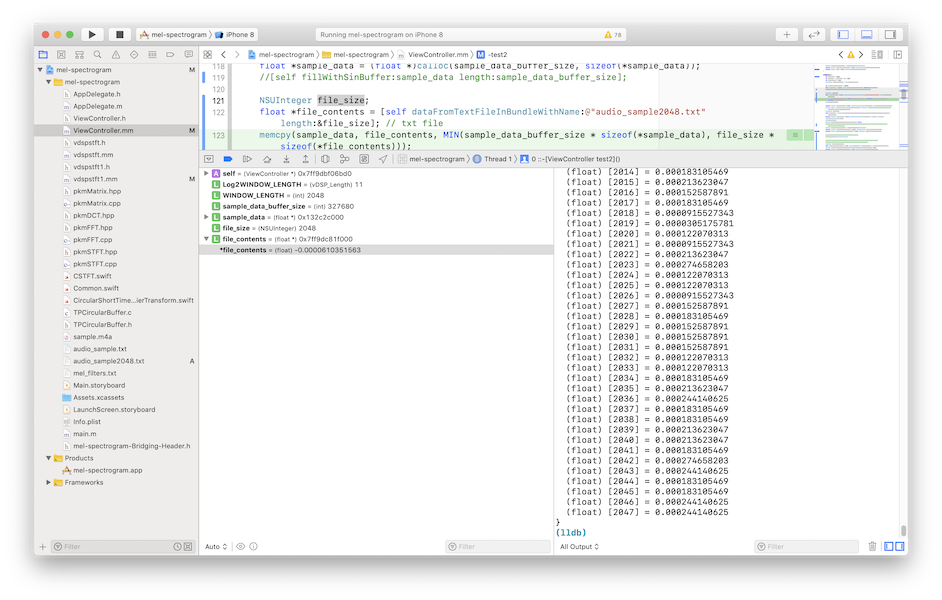 mel-spectrogram
iPhone 8
Running mel-spectrogram on iPhone 8
78
mel-spectrogram
M
mel-spectrogram
AppDelegate.h
AppDelegate.m
ViewController.h
ViewController.mm
M
vdspstft.h
vdspstft.mm
vdspstft1.h
vdspstft1.mm
M
pkmMatrix.hpp
pkmMatrix.cpp
pkmDCT.hpp
pkmFFT.hpp
pkmFFT.cpp
pkmSTFT.hpp
pkmSTFT.cpp
CSTFT.swift
Common.swift
CircularShortTime...ierTransform.swift
TPCircularBuffer.c
TPCircularBuffer.h
sample.m4a
audio_sample.txt
audio_sample2048.txt
A
mel_filters.txt
Main.storyboard
Assets.xcassets
LaunchScreen.storyboard
Info.plist
main.m
mel-spectrogram-Bridging-Header.h
Products
mel-spectrogram.app
Frameworks
Filter
mel-spectrogram
mel-spectrogram
ViewController.mm
M
-test2
118 float *sample_data = (float *)calloc(sample_data_buffer_size, sizeof(*sample_data));
119 //[self fillWithSinBuffer:sample_data length:sample_data_buffer_size];
120
121 NSUInteger file_size;
122 float *file_contents = [self dataFromTextFileInBundleWithName:@"audio_sample2048.txt"
length:&file_size]; // txt file
123 memcpy(sample_data, file_contents, MIN(sample_data_buffer_size * sizeof(*sample_data), file_size *
sizeof(*file_contents)));
mel-spectrogram
Thread 1
0 ::-[ViewController test2]()
A self = (ViewController *) 0x7ff9dbf06bd0
L Log2WINDOW_LENGTH = (vDSP_Length) 11
L WINDOW_LENGTH = (int) 2048
L sample_data_buffer_size = (int) 327680
L sample_data = (float *) 0x132c2c000
L file_size = (NSUInteger) 2048
L file_contents = (float *) 0x7ff9dc81f000
*file_contents = (float) -0.0000610351563
Auto
Filter
(float) [2014] = 0.000183105469
(float) [2015] = 0.000213623047
(float) [2016] = 0.000152587891
(float) [2017] = 0.000183105469
(float) [2018] = 0.0000915527343
(float) [2019] = 0.0000305175781
(float) [2020] = 0.000122070313
(float) [2021] = 0.0000915527343
(float) [2022] = 0.000213623047
(float) [2023] = 0.000274658203
(float) [2024] = 0.000122070313
(float) [2025] = 0.000122070313
(float) [2026] = 0.0000915527343
(float) [2027] = 0.000152587891
(float) [2028] = 0.000183105469
(float) [2029] = 0.000152587891
(float) [2030] = 0.000152587891
(float) [2031] = 0.000152587891
(float) [2032] = 0.000122070313
(float) [2033] = 0.000122070313
(float) [2034] = 0.000183105469
(float) [2035] = 0.000213623047
(float) [2036] = 0.000244140625
(float) [2037] = 0.000183105469
(float) [2038] = 0.000183105469
(float) [2039] = 0.000213623047
(float) [2040] = 0.000213623047
(float) [2041] = 0.000183105469
(float) [2042] = 0.000274658203
(float) [2043] = 0.000244140625
(float) [2044] = 0.000183105469
(float) [2045] = 0.000183105469
(float) [2046] = 0.000244140625
(float) [2047] = 0.000244140625
}
(lldb)
All Output
Filter